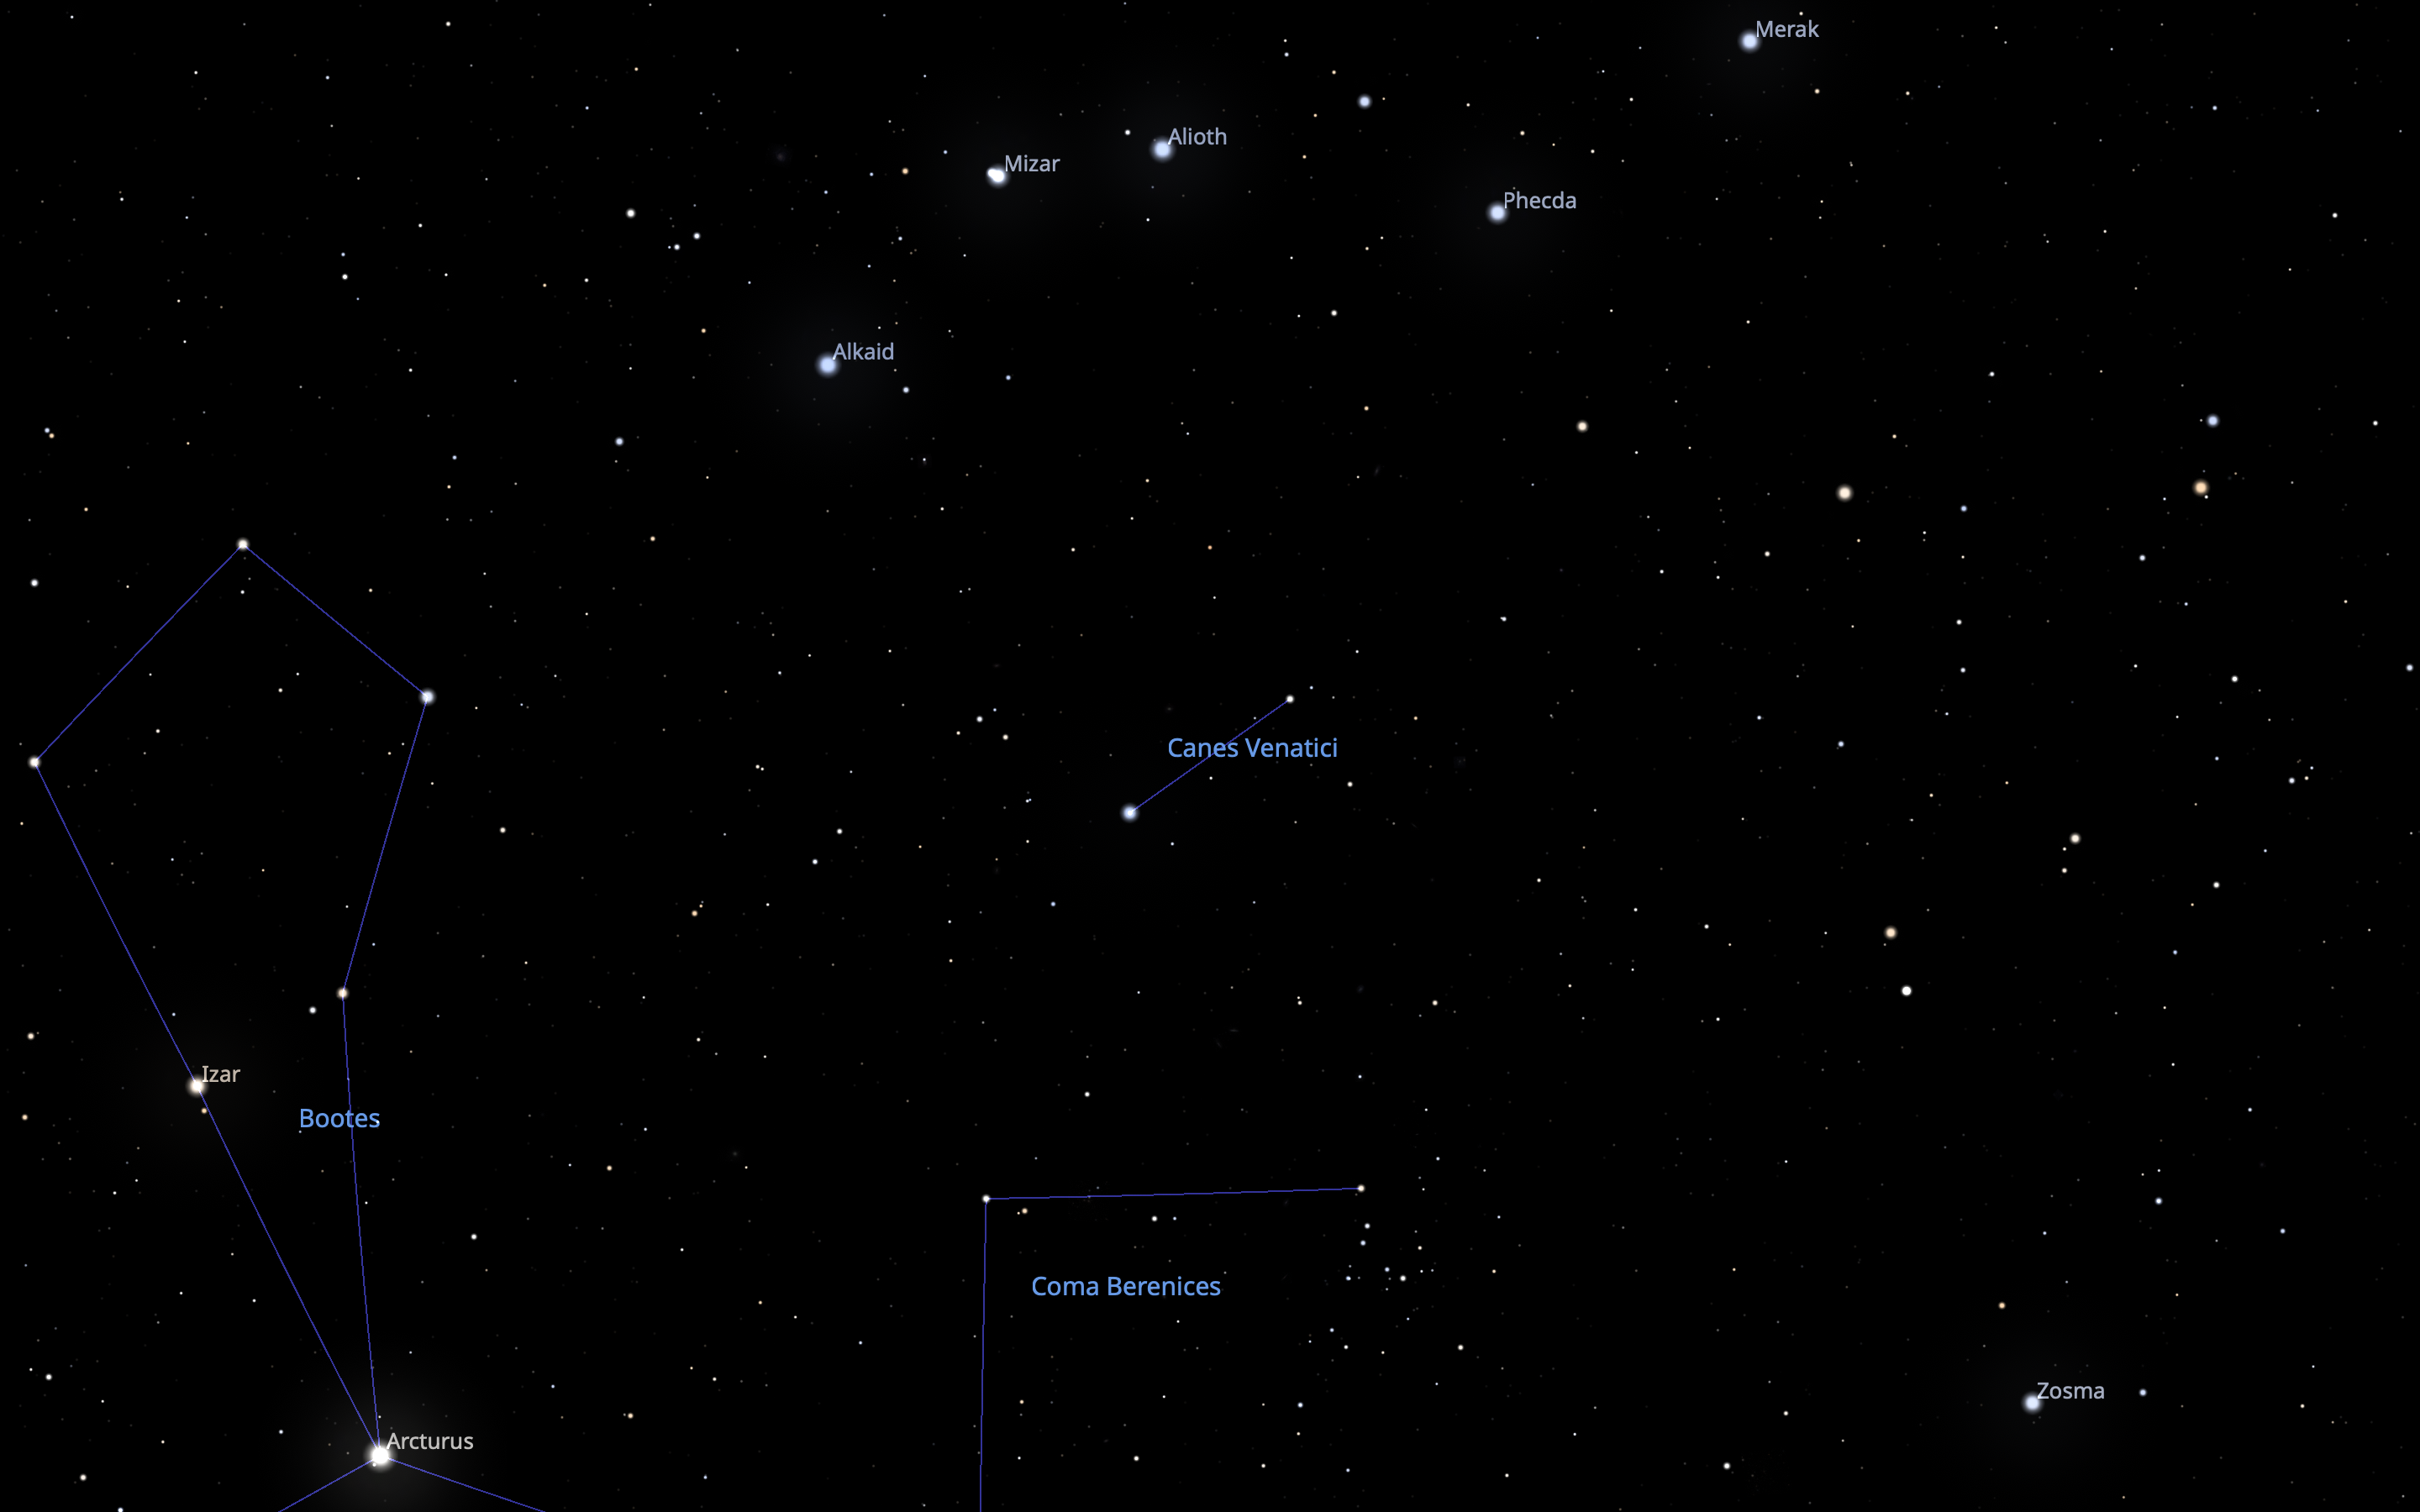 Merak
Alioth
Mizar
Phecda
Alkaid
Canes Venatici
Izar
Bootes
Coma Berenices
Zosma
Arcturus